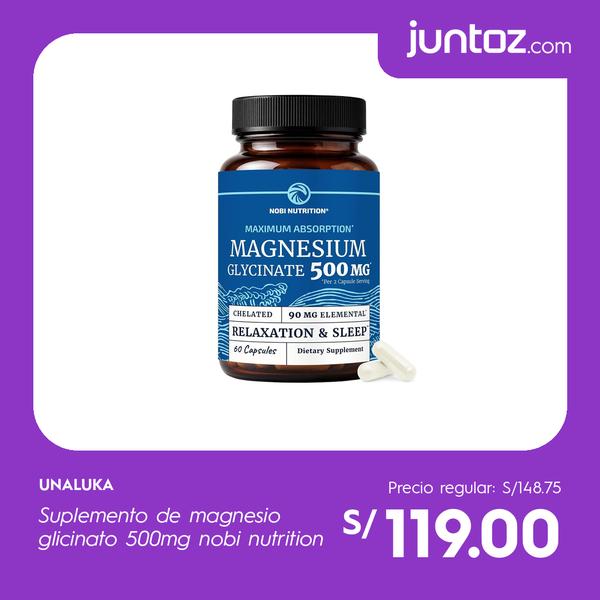 juntoz.com
NOBI NUTRITION®
MAXIMUM ABSORPTION*
MAGNESIUM
GLYCINATE 500 MG*
*Per 2 Capsule Serving
CHELATED
90 MG ELEMENTAL*
RELAXATION & SLEEP*
60 Capsules
Dietary Supplement
UNALUKA
Suplemento de magnesio
glicinato 500mg nobi nutrition
Precio regular: S/148.75
S/119.00